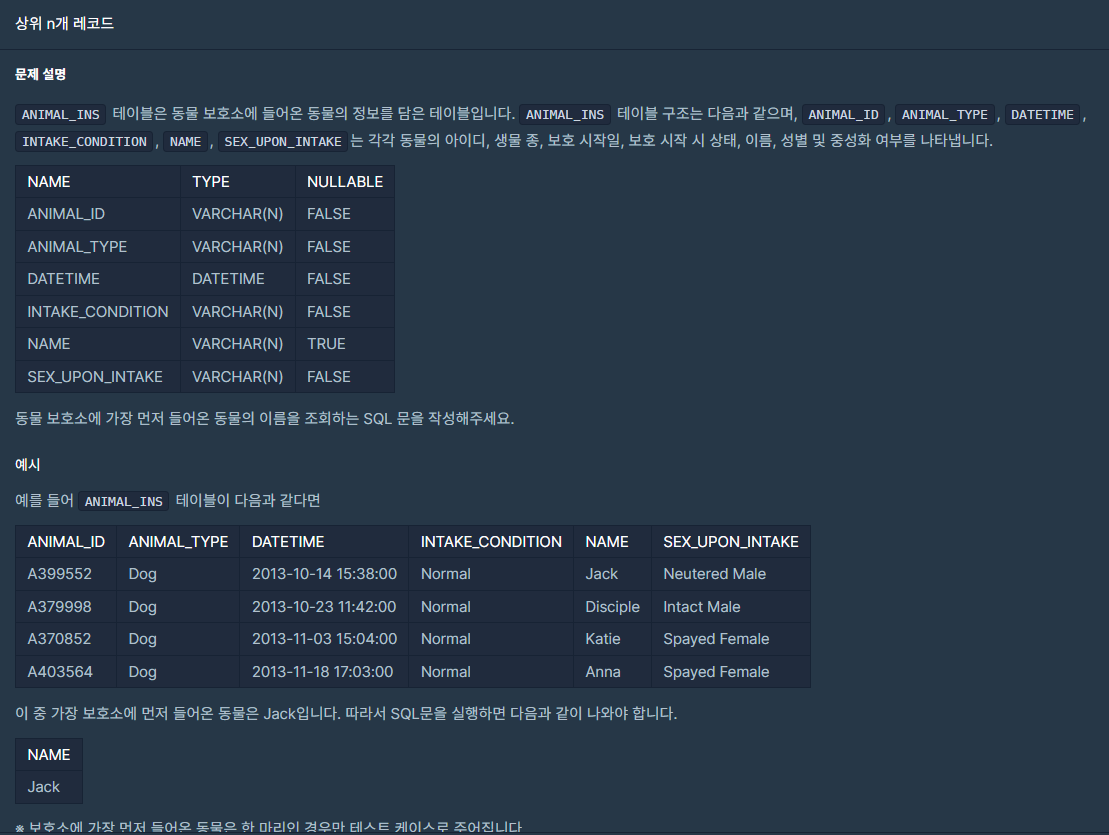 상위 n개 레코드
문제 설명
ANIMAL_INS 테이블은 동물 보호소에 들어온 동물의 정보를 담은 테이블입니다. ANIMAL_INS 테이블 구조는 다음과 같으며, ANIMAL_ID, ANIMAL_TYPE, DATETIME,
INTAKE_CONDITION, NAME, SEX_UPON_INTAKE는 각각 동물의 아이디, 생물 종, 보호 시작일, 보호 시작 시 상태, 이름, 성별 및 중성화 여부를 나타냅니다.
NAME TYPE NULLABLE
ANIMAL_ID VARCHAR(N) FALSE
ANIMAL_TYPE VARCHAR(N) FALSE
DATETIME DATETIME FALSE
INTAKE_CONDITION VARCHAR(N) FALSE
NAME VARCHAR(N) TRUE
SEX_UPON_INTAKE VARCHAR(N) FALSE
동물 보호소에 가장 먼저 들어온 동물의 이름을 조회하는 SQL 문을 작성해주세요.
예시
예를 들어 ANIMAL_INS 테이블이 다음과 같다면
ANIMAL_ID ANIMAL_TYPE DATETIME INTAKE_CONDITION NAME SEX_UPON_INTAKE
A399552 Dog 2013-10-14 15:38:00 Normal Jack Neutered Male
A379998 Dog 2013-10-23 11:42:00 Normal Disciple Intact Male
A370852 Dog 2013-11-03 15:04:00 Normal Katie Spayed Female
A403564 Dog 2013-11-18 17:03:00 Normal Anna Spayed Female
이 중 가장 보호소에 먼저 들어온 동물은 Jack입니다. 따라서 SQL문을 실행하면 다음과 같이 나와야 합니다.
NAME
Jack
※ 보호소에 가장 먼저 들어온 동물은 한 마리인 경우만 테스트 케이스로 주어집니다